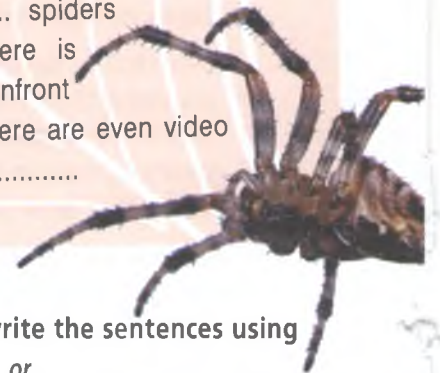 .. spiders
ere is
nfront
ere are even video
............
rite the sentences using
or